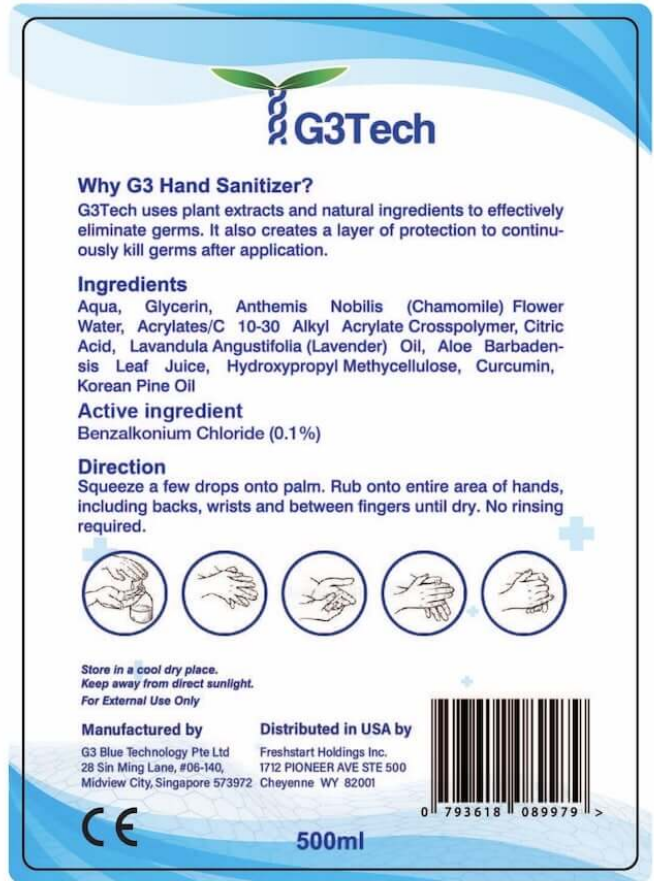 G3Tech
Why G3 Hand Sanitizer?
G3Tech uses plant extracts and natural ingredients to effectively
eliminate germs. It also creates a layer of protection to continu-
ously kill germs after application.
Ingredients
Aqua, Glycerin, Anthemis Nobilis (Chamomile) Flower
Water, Acrylates/C 10-30 Alkyl Acrylate Crosspolymer, Citric
Acid, Lavandula Angustifolia (Lavender) Oil, Aloe Barbaden-
sis Leaf Juice, Hydroxypropyl Methycellulose, Curcumin,
Korean Pine Oil
Active ingredient
Benzalkonium Chloride (0.1%)
Direction
Squeeze a few drops onto palm. Rub onto entire area of hands,
including backs, wrists and between fingers until dry. No rinsing
required.
Store in a cool dry place.
Keep away from direct sunlight.
For External Use Only
Manufactured by
G3 Blue Technology Pte Ltd
28 Sin Ming Lane, #06-140,
Midview City, Singapore 573972
Distributed in USA by
Freshstart Holdings Inc.
1712 PIONEER AVE STE 500
Cheyenne WY 82001
0 793618 089979 >
CE
500ml